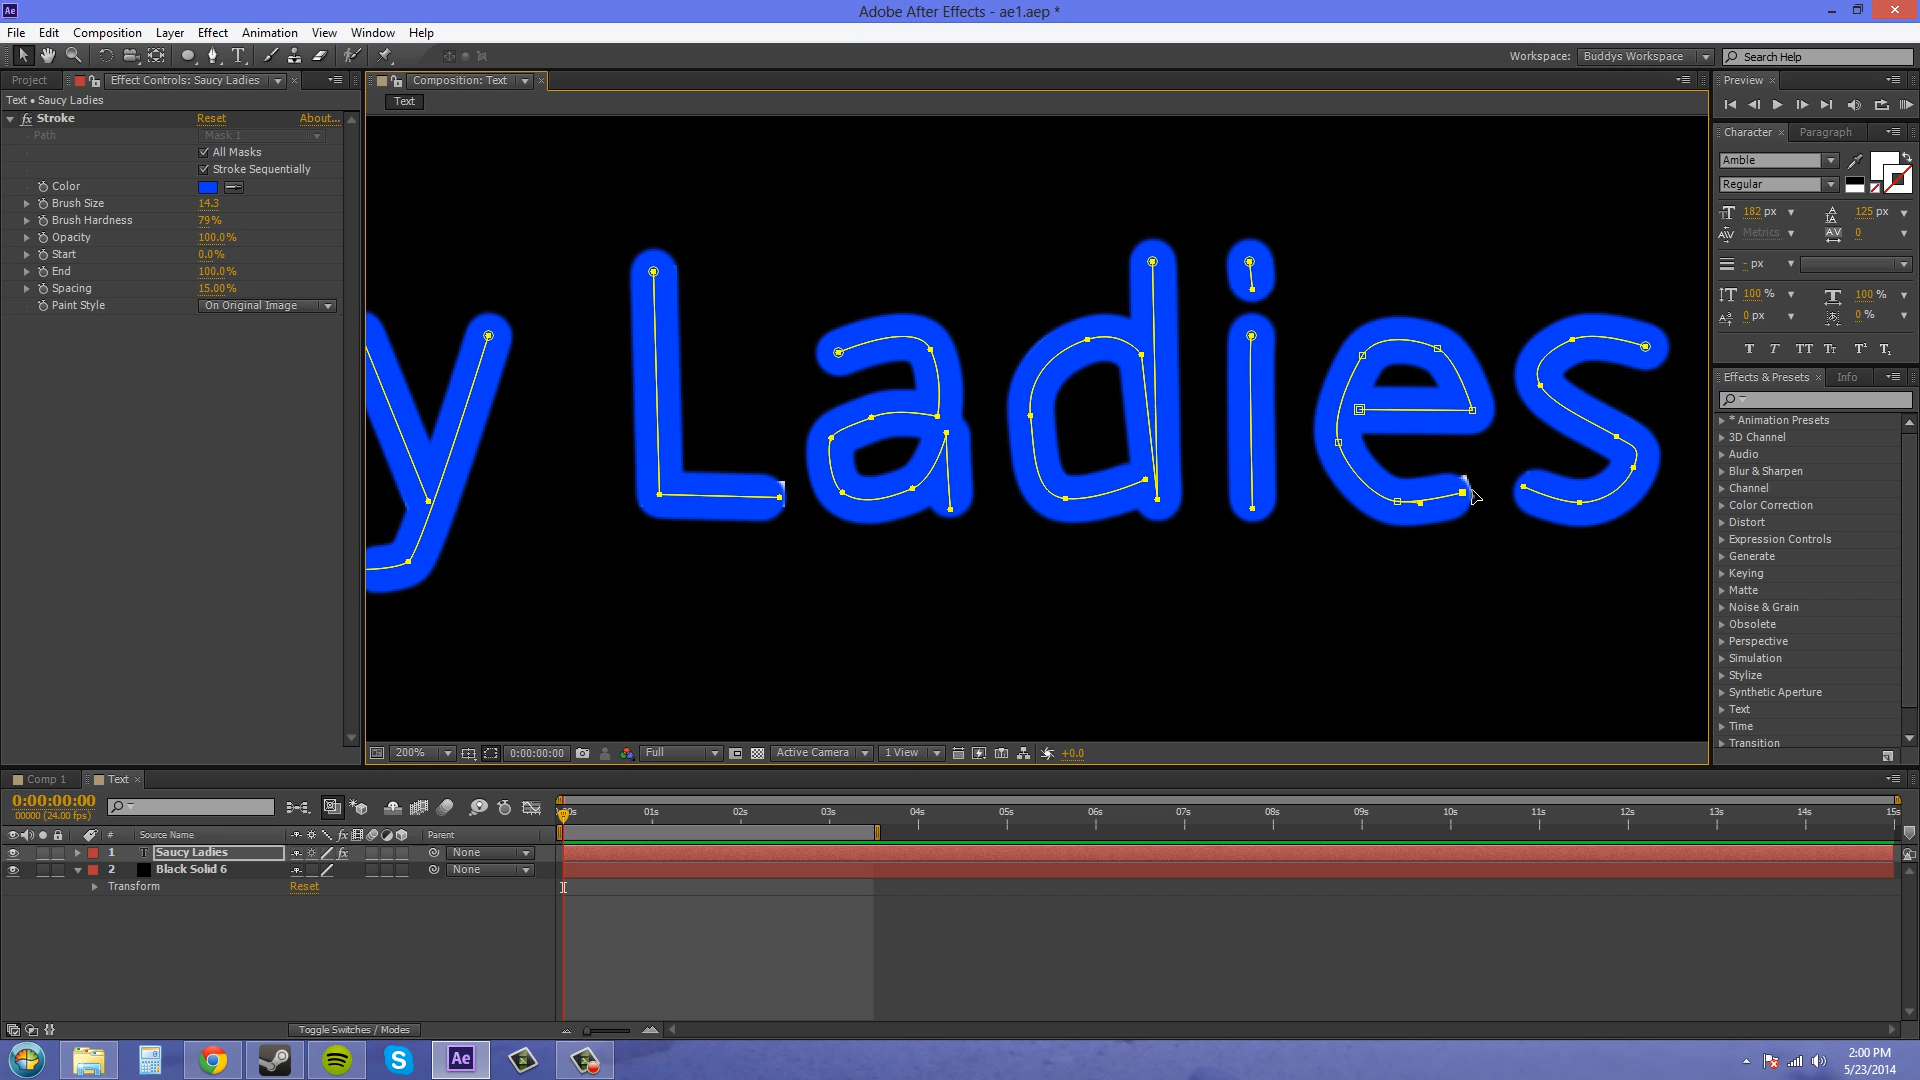 Ae
Adobe After Effects - ae1.aep *
File Edit Composition Layer Effect Animation View Window Help
Workspace: Buddys Workspace Search Help
Project Effect Controls: Saucy Ladies Composition: Text Preview
Text • Saucy Ladies Text
fx Stroke Reset About...
Path Mask 1
All Masks
Stroke Sequentially
Color
Brush Size 14.3
Brush Hardness 79%
Opacity 100.0%
Start 0.0%
End 100.0%
Spacing 15.00%
Paint Style On Original Image
y Ladies
Character Paragraph
Amble
Regular
182 px 125 px
Metrics 0
- px
100 % 100 %
0 px 0 %
T T TT Tr T¹ T₁
Effects & Presets Info
* Animation Presets
3D Channel
Audio
Blur & Sharpen
Channel
Color Correction
Distort
Expression Controls
Generate
Keying
Matte
Noise & Grain
Obsolete
Perspective
Simulation
Stylize
Synthetic Aperture
Text
Time
Transition
200% 0:00:00:00 Full Active Camera 1 View +0.0
Comp 1 Text
0:00:00:00
00000 (24.00 fps)
01s 02s 03s 04s 05s 06s 07s 08s 09s 10s 11s 12s 13s 14s 15s
# Source Name fx Parent
1 T Saucy Ladies fx None
2 Black Solid 6 None
Transform Reset
Toggle Switches / Modes
Ae
2:00 PM
5/23/2014